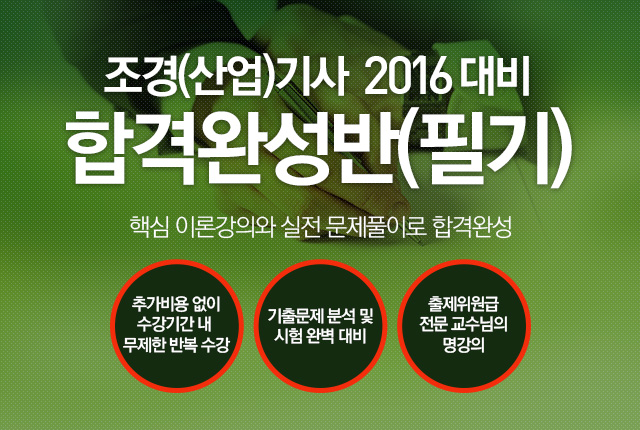 조경(산업)기사 2016 대비
합격완성반(필기)
핵심 이론강의와 실전 문제풀이로 합격완성
추가비용 없이
수강기간 내
무제한 반복 수강
기출문제 분석 및
시험 완벽 대비
출제위원급
전문 교수님의
명강의